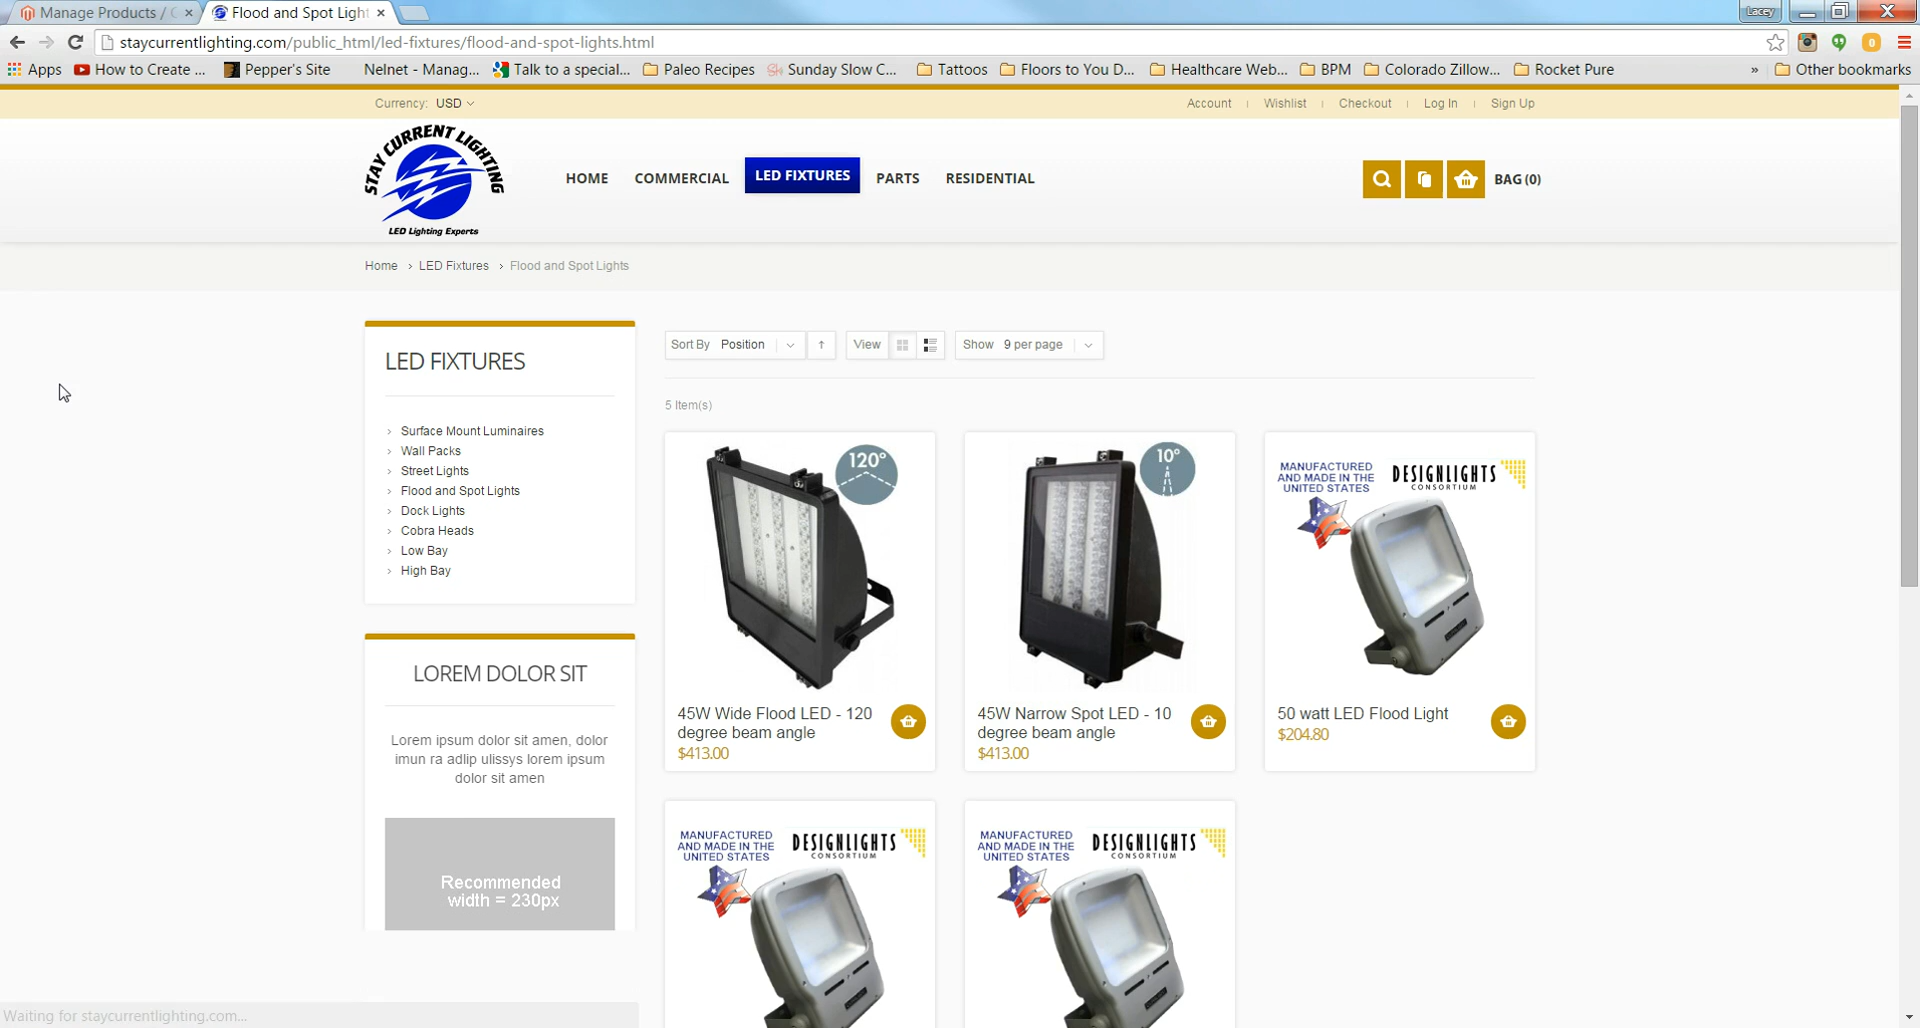 Manage Products / C
Flood and Spot Light
Lacey
staycurrentlighting.com/public_html/led-fixtures/flood-and-spot-lights.html
0
Apps
How to Create ...
Pepper's Site
Nelnet - Manag...
Talk to a special...
Paleo Recipes
Sunday Slow C...
Tattoos
Floors to You D...
Healthcare Web...
BPM
Colorado Zillow...
Rocket Pure
»
Other bookmarks
Currency: USD
Account
Wishlist
Checkout
Log In
Sign Up
STAY CURRENT LIGHTING
LED Lighting Experts
HOME
COMMERCIAL
LED FIXTURES
PARTS
RESIDENTIAL
BAG (0)
Home > LED Fixtures > Flood and Spot Lights
LED FIXTURES
Surface Mount Luminaires
Wall Packs
Street Lights
Flood and Spot Lights
Dock Lights
Cobra Heads
Low Bay
High Bay
LOREM DOLOR SIT
Lorem ipsum dolor sit amen, dolor
imun ra adlip ulissys lorem ipsum
dolor sit amen
Recommended
width = 230px
Sort By Position
View
Show 9 per page
5 Item(s)
120°
45W Wide Flood LED - 120
degree beam angle
$413.00
10°
45W Narrow Spot LED - 10
degree beam angle
$413.00
MANUFACTURED
AND MADE IN THE
UNITED STATES
DESIGNLIGHTS
CONSORTIUM
50 watt LED Flood Light
$204.80
MANUFACTURED
AND MADE IN THE
UNITED STATES
DESIGNLIGHTS
CONSORTIUM
MANUFACTURED
AND MADE IN THE
UNITED STATES
DESIGNLIGHTS
CONSORTIUM
Waiting for staycurrentlighting.com...